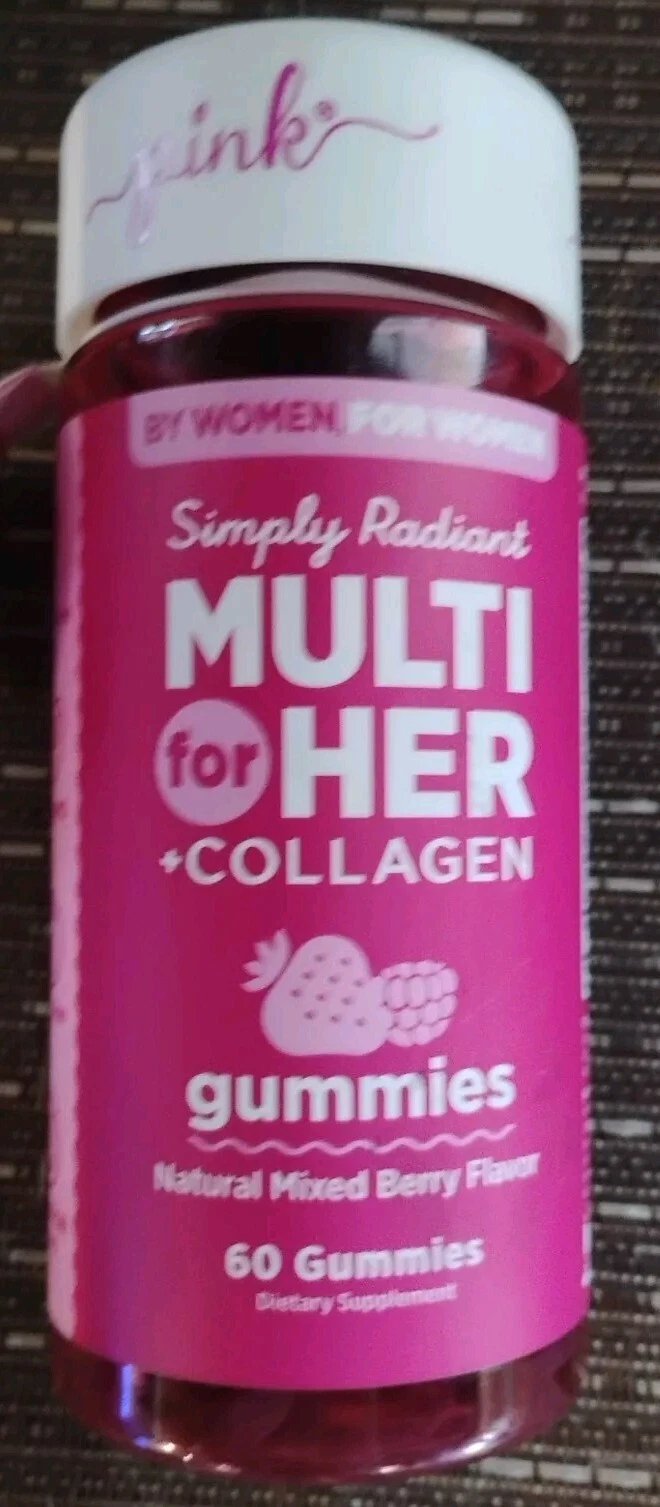 pink®
BY WOMEN, FOR WOMEN
Simply Radiant
MULTI
for HER
+COLLAGEN
gummies
Natural Mixed Berry Flavor
60 Gummies
Dietary Supplement